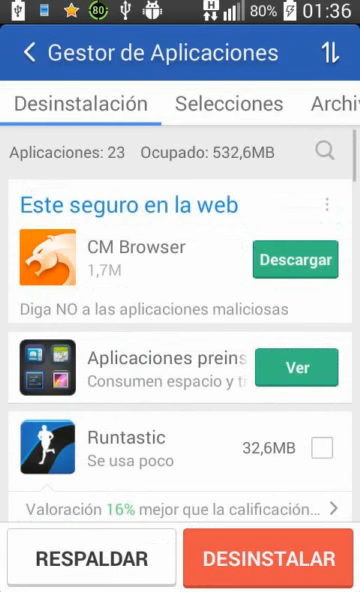 80
80%
01:36
Gestor de Aplicaciones
Desinstalación
Selecciones
Archi
Aplicaciones: 23
Ocupado: 532,6MB
Este seguro en la web
CM Browser
1,7M
Descargar
Diga NO a las aplicaciones maliciosas
Aplicaciones preins
Consumen espacio y t
Ver
Runtastic
Se usa poco
32,6MB
Valoración 16% mejor que la calificación...
RESPALDAR
DESINSTALAR